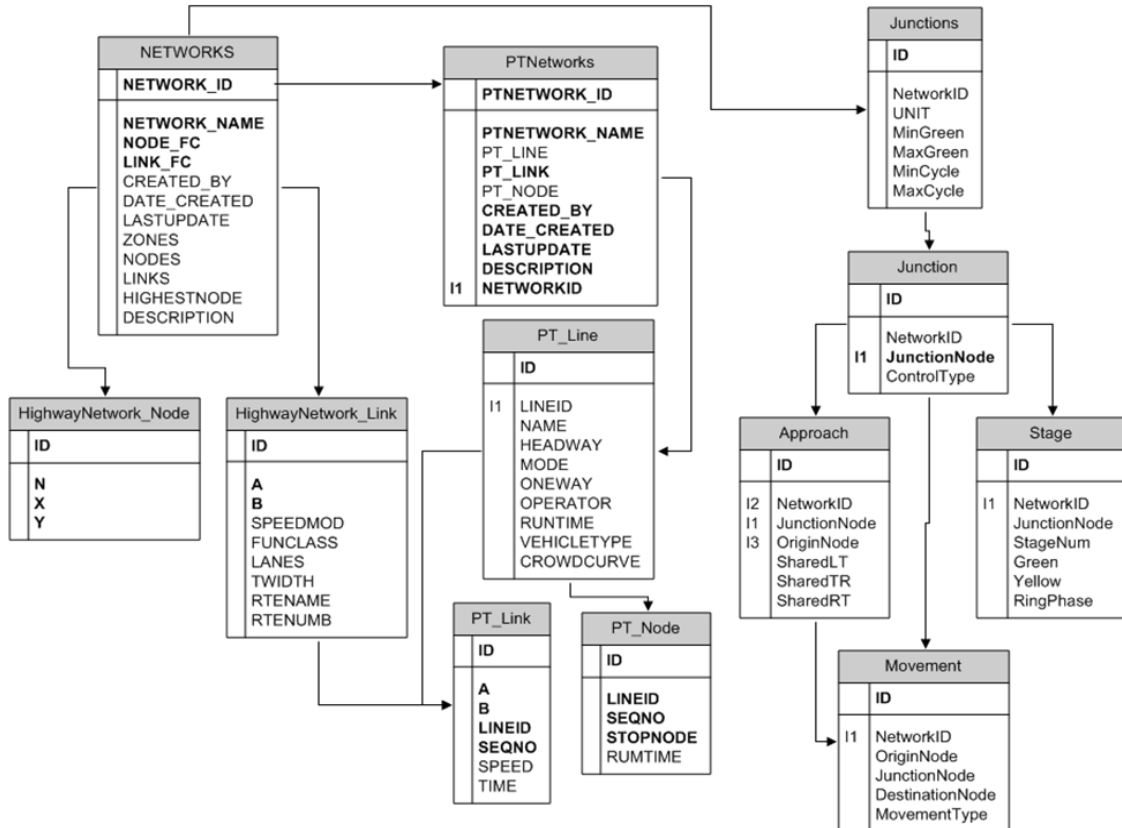 NETWORKS
NETWORK_ID
NETWORK_NAME
NODE_FC
LINK_FC
CREATED_BY
DATE_CREATED
LASTUPDATE
ZONES
NODES
LINKS
HIGHESTNODE
DESCRIPTION
PTNetworks
PTNETWORK_ID
PTNETWORK_NAME
PT_LINE
PT_LINK
PT_NODE
CREATED_BY
DATE_CREATED
LASTUPDATE
DESCRIPTION
I1 NETWORKID
Junctions
ID
NetworkID
UNIT
MinGreen
MaxGreen
MinCycle
MaxCycle
Junction
ID
NetworkID
I1 JunctionNode
ControlType
HighwayNetwork_Node
ID
N
X
Y
HighwayNetwork_Link
ID
A
B
SPEEDMOD
FUNCLASS
LANES
TWIDTH
RTENAME
RTENUMB
PT_Line
ID
I1 LINEID
NAME
HEADWAY
MODE
ONEWAY
OPERATOR
RUNTIME
VEHICLETYPE
CROWDCURVE
Approach
ID
I2 NetworkID
I1 JunctionNode
I3 OriginNode
SharedLT
SharedTR
SharedRT
Stage
ID
I1 NetworkID
JunctionNode
StageNum
Green
Yellow
RingPhase
PT_Link
ID
A
B
LINEID
SEQNO
SPEED
TIME
PT_Node
ID
LINEID
SEQNO
STOPNODE
RUMTIME
Movement
ID
I1 NetworkID
OriginNode
JunctionNode
DestinationNode
MovementType